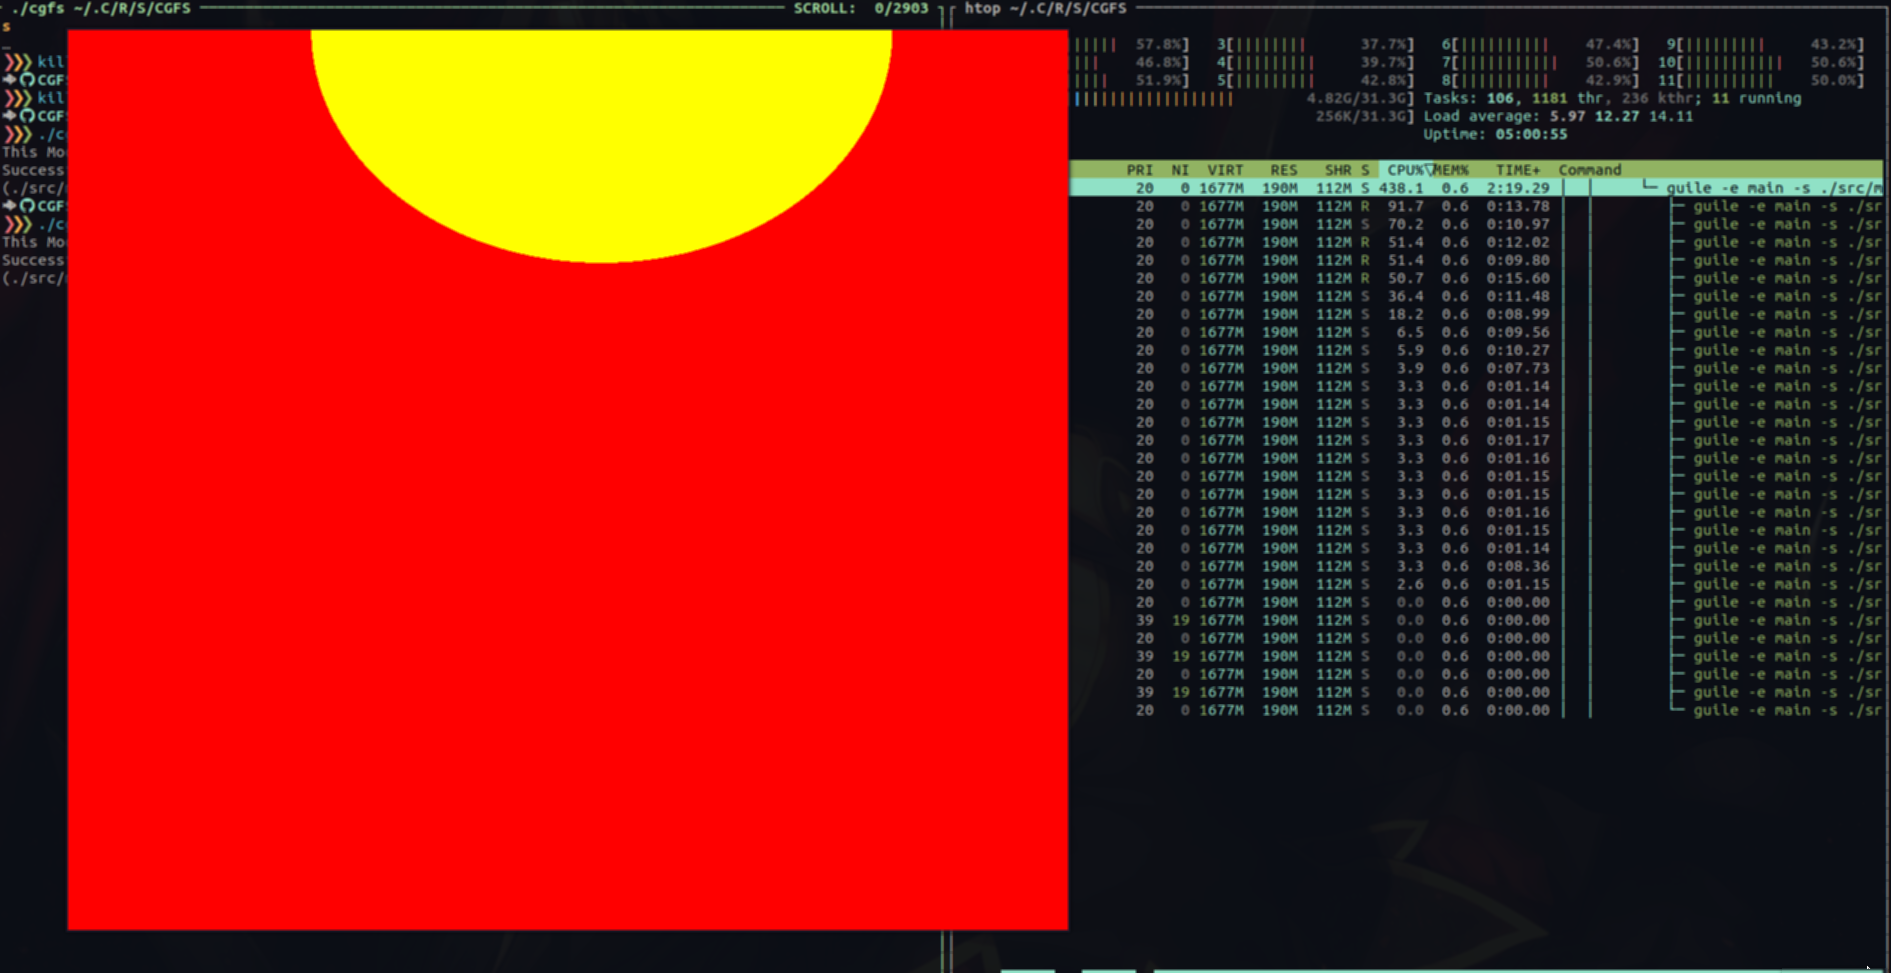 ./cgfs ~/.C/R/S/CGFS SCROLL: 0/2903
s
_
❯❯❯ kil
CGF
❯❯❯ kil
CGF
❯❯❯ ./c
This Mo
Success
(./src/
CGF
❯❯❯ ./c
This Mo
Success
(./src/
htop ~/.C/R/S/CGFS
57.8%] 3[ 37.7%] 6[ 47.4%] 9[ 43.2%]
46.8%] 4[ 39.7%] 7[ 50.6%] 10[ 50.6%]
51.9%] 5[ 42.8%] 8[ 42.9%] 11[ 50.0%]
4.82G/31.3G] Tasks: 106, 1181 thr, 236 kthr; 11 running
256K/31.3G] Load average: 5.97 12.27 14.11
Uptime: 05:00:55
PRI NI VIRT RES SHR S CPU%▽MEM% TIME+ Command
20 0 1677M 190M 112M S 438.1 0.6 2:19.29 guile -e main -s ./src/m
20 0 1677M 190M 112M R 91.7 0.6 0:13.78 guile -e main -s ./sr
20 0 1677M 190M 112M S 70.2 0.6 0:10.97 guile -e main -s ./sr
20 0 1677M 190M 112M R 51.4 0.6 0:12.02 guile -e main -s ./sr
20 0 1677M 190M 112M R 51.4 0.6 0:09.80 guile -e main -s ./sr
20 0 1677M 190M 112M R 50.7 0.6 0:15.60 guile -e main -s ./sr
20 0 1677M 190M 112M S 36.4 0.6 0:11.48 guile -e main -s ./sr
20 0 1677M 190M 112M S 18.2 0.6 0:08.99 guile -e main -s ./sr
20 0 1677M 190M 112M S 6.5 0.6 0:09.56 guile -e main -s ./sr
20 0 1677M 190M 112M S 5.9 0.6 0:10.27 guile -e main -s ./sr
20 0 1677M 190M 112M S 3.9 0.6 0:07.73 guile -e main -s ./sr
20 0 1677M 190M 112M S 3.3 0.6 0:01.14 guile -e main -s ./sr
20 0 1677M 190M 112M S 3.3 0.6 0:01.14 guile -e main -s ./sr
20 0 1677M 190M 112M S 3.3 0.6 0:01.15 guile -e main -s ./sr
20 0 1677M 190M 112M S 3.3 0.6 0:01.17 guile -e main -s ./sr
20 0 1677M 190M 112M S 3.3 0.6 0:01.16 guile -e main -s ./sr
20 0 1677M 190M 112M S 3.3 0.6 0:01.15 guile -e main -s ./sr
20 0 1677M 190M 112M S 3.3 0.6 0:01.15 guile -e main -s ./sr
20 0 1677M 190M 112M S 3.3 0.6 0:01.16 guile -e main -s ./sr
20 0 1677M 190M 112M S 3.3 0.6 0:01.15 guile -e main -s ./sr
20 0 1677M 190M 112M S 3.3 0.6 0:01.14 guile -e main -s ./sr
20 0 1677M 190M 112M S 3.3 0.6 0:08.36 guile -e main -s ./sr
20 0 1677M 190M 112M S 2.6 0.6 0:01.15 guile -e main -s ./sr
20 0 1677M 190M 112M S 0.0 0.6 0:00.00 guile -e main -s ./sr
39 19 1677M 190M 112M S 0.0 0.6 0:00.00 guile -e main -s ./sr
20 0 1677M 190M 112M S 0.0 0.6 0:00.00 guile -e main -s ./sr
39 19 1677M 190M 112M S 0.0 0.6 0:00.00 guile -e main -s ./sr
20 0 1677M 190M 112M S 0.0 0.6 0:00.00 guile -e main -s ./sr
39 19 1677M 190M 112M S 0.0 0.6 0:00.00 guile -e main -s ./sr
20 0 1677M 190M 112M S 0.0 0.6 0:00.00 guile -e main -s ./sr